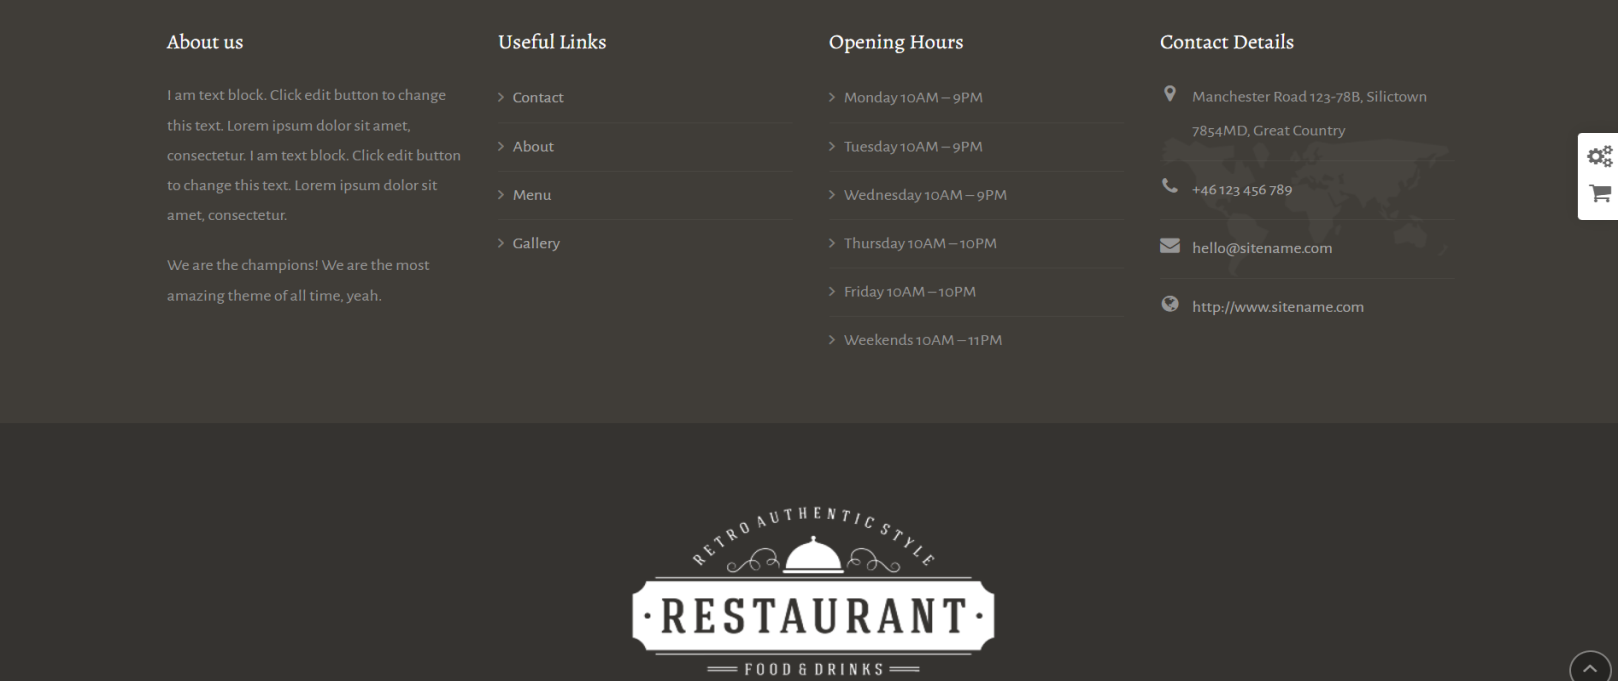 About us
I am text block. Click edit button to change
this text. Lorem ipsum dolor sit amet,
consectetur. I am text block. Click edit button
to change this text. Lorem ipsum dolor sit
amet, consectetur.
We are the champions! We are the most
amazing theme of all time, yeah.
Useful Links
Contact
About
Menu
Gallery
Opening Hours
Monday 10AM – 9PM
Tuesday 10AM – 9PM
Wednesday 10AM – 9PM
Thursday 10AM – 10PM
Friday 10AM – 10PM
Weekends 10AM – 11PM
Contact Details
Manchester Road 123-78B, Silictown
7854MD, Great Country
+46 123 456 789
hello@sitename.com
http://www.sitename.com
RETRO AUTHENTIC STYLE
· RESTAURANT ·
FOOD & DRINKS